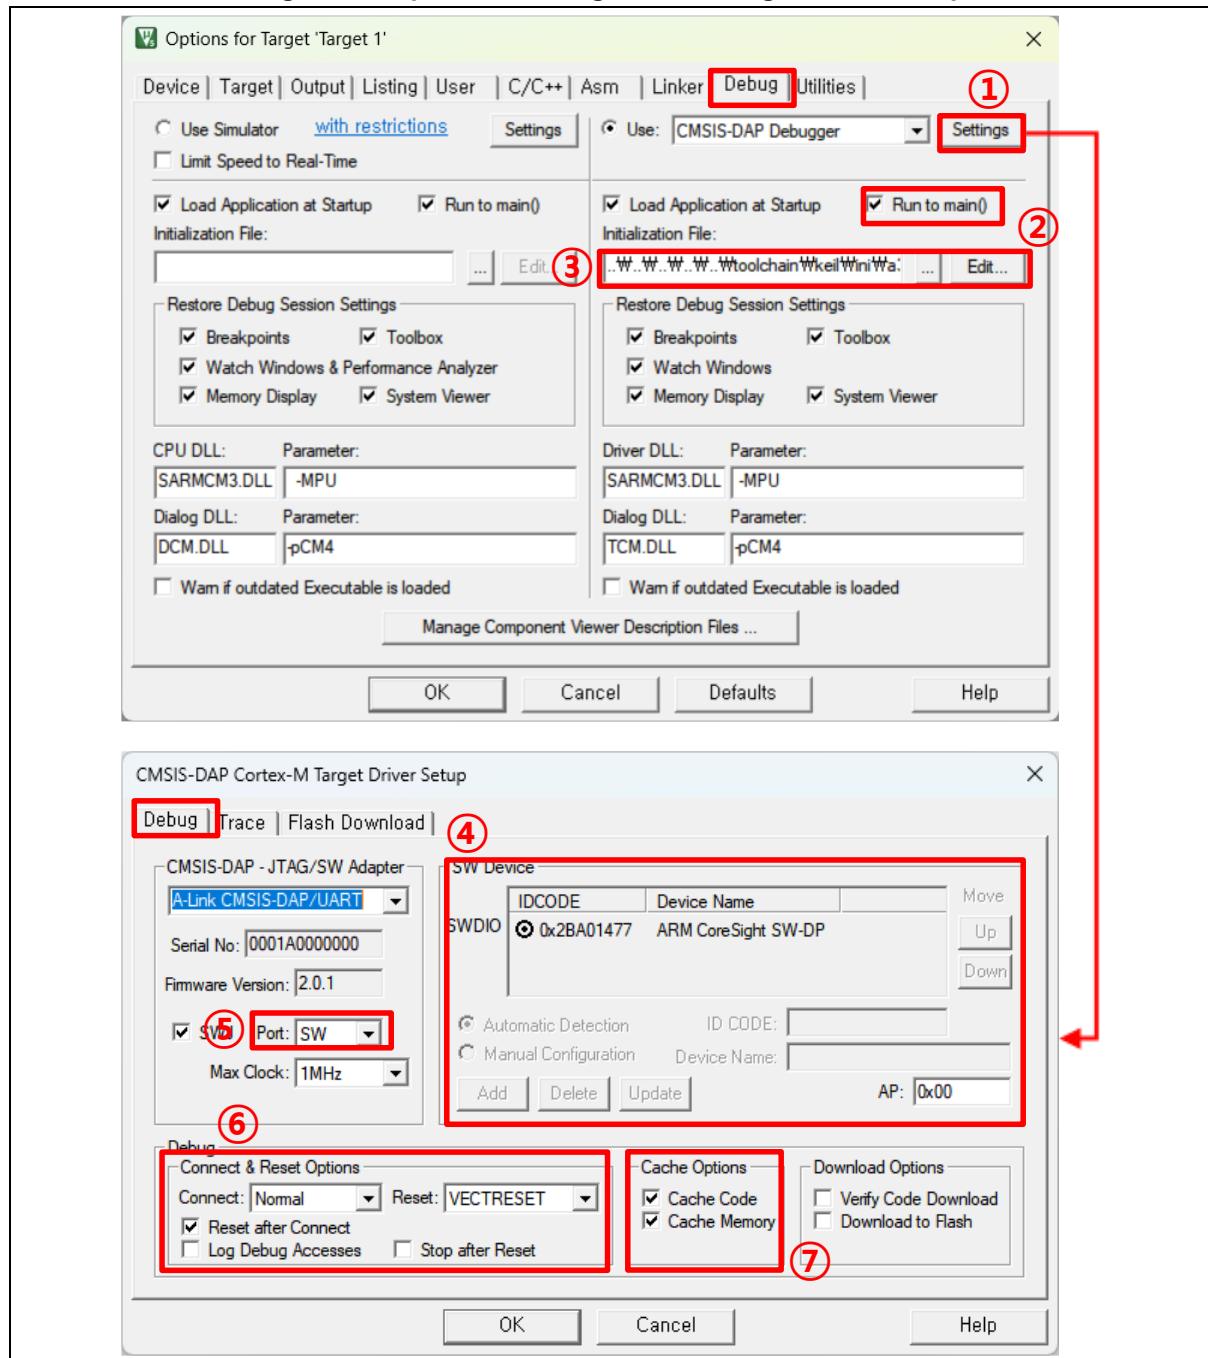 Options for Target 'Target 1'
Device Target Output Listing User C/C++ Asm Linker Debug Utilities
①
Use Simulator with restrictions Settings Use: CMSIS-DAP Debugger Settings
Limit Speed to Real-Time
Load Application at Startup Run to main() Load Application at Startup Run to main()
②
Initialization File: Initialization File:
... Edit... ③ ..₩..₩..₩..₩..₩toolchain₩keil₩ini₩a ... Edit...
Restore Debug Session Settings Restore Debug Session Settings
Breakpoints Toolbox Breakpoints Toolbox
Watch Windows & Performance Analyzer Watch Windows
Memory Display System Viewer Memory Display System Viewer
CPU DLL: Parameter: Driver DLL: Parameter:
SARMCM3.DLL -MPU SARMCM3.DLL -MPU
Dialog DLL: Parameter: Dialog DLL: Parameter:
DCM.DLL -pCM4 TCM.DLL -pCM4
Warn if outdated Executable is loaded Warn if outdated Executable is loaded
Manage Component Viewer Description Files ...
OK Cancel Defaults Help
CMSIS-DAP Cortex-M Target Driver Setup
Debug Trace Flash Download
④
CMSIS-DAP - JTAG/SW Adapter SW Device
A-Link CMSIS-DAP/UART IDCODE Device Name Move
SWDIO 0x2BA01477 ARM CoreSight SW-DP Up
Serial No: 0001A0000000
Down
Firmware Version: 2.0.1
⑤ Port: SW Automatic Detection ID CODE:
Manual Configuration Device Name:
Max Clock: 1MHz
Add Delete Update AP: 0x00
⑥
Debug
Connect & Reset Options Cache Options Download Options
Connect: Normal Reset: VECTRESET Cache Code Verify Code Download
Reset after Connect Cache Memory Download to Flash
Log Debug Accesses Stop after Reset
⑦
OK Cancel Help